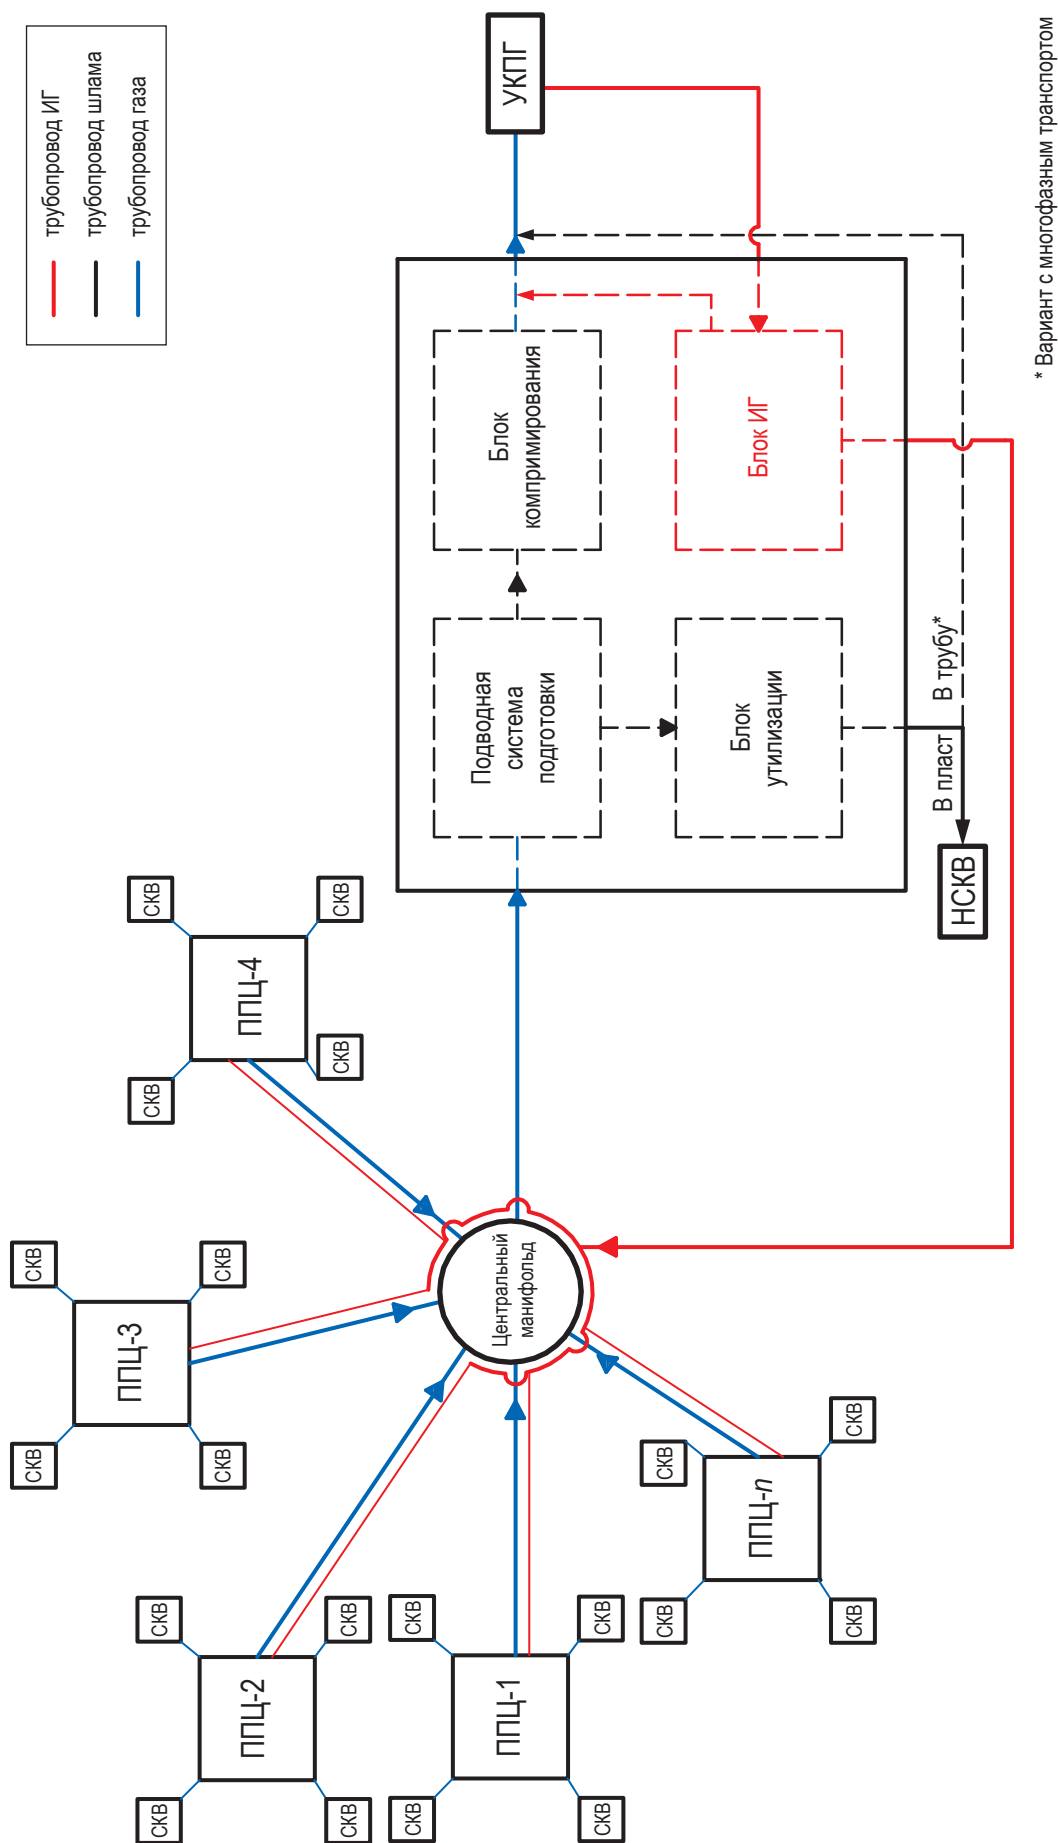 трубопровод ИГ
трубопровод шлама
трубопровод газа
СКВ
СКВ
СКВ
СКВ
ППЦ-2
СКВ
СКВ
СКВ
СКВ
ППЦ-1
СКВ
СКВ
СКВ
СКВ
ППЦ-3
СКВ
СКВ
СКВ
СКВ
ППЦ-4
СКВ
СКВ
СКВ
СКВ
ППЦ-n
Центральный
манифольд
Подводная
система
подготовки
Блок
компримирования
Блок
утилизации
Блок ИГ
УКПГ
В пласт
В трубу*
НСКВ
* Вариант с многофазным транспортом